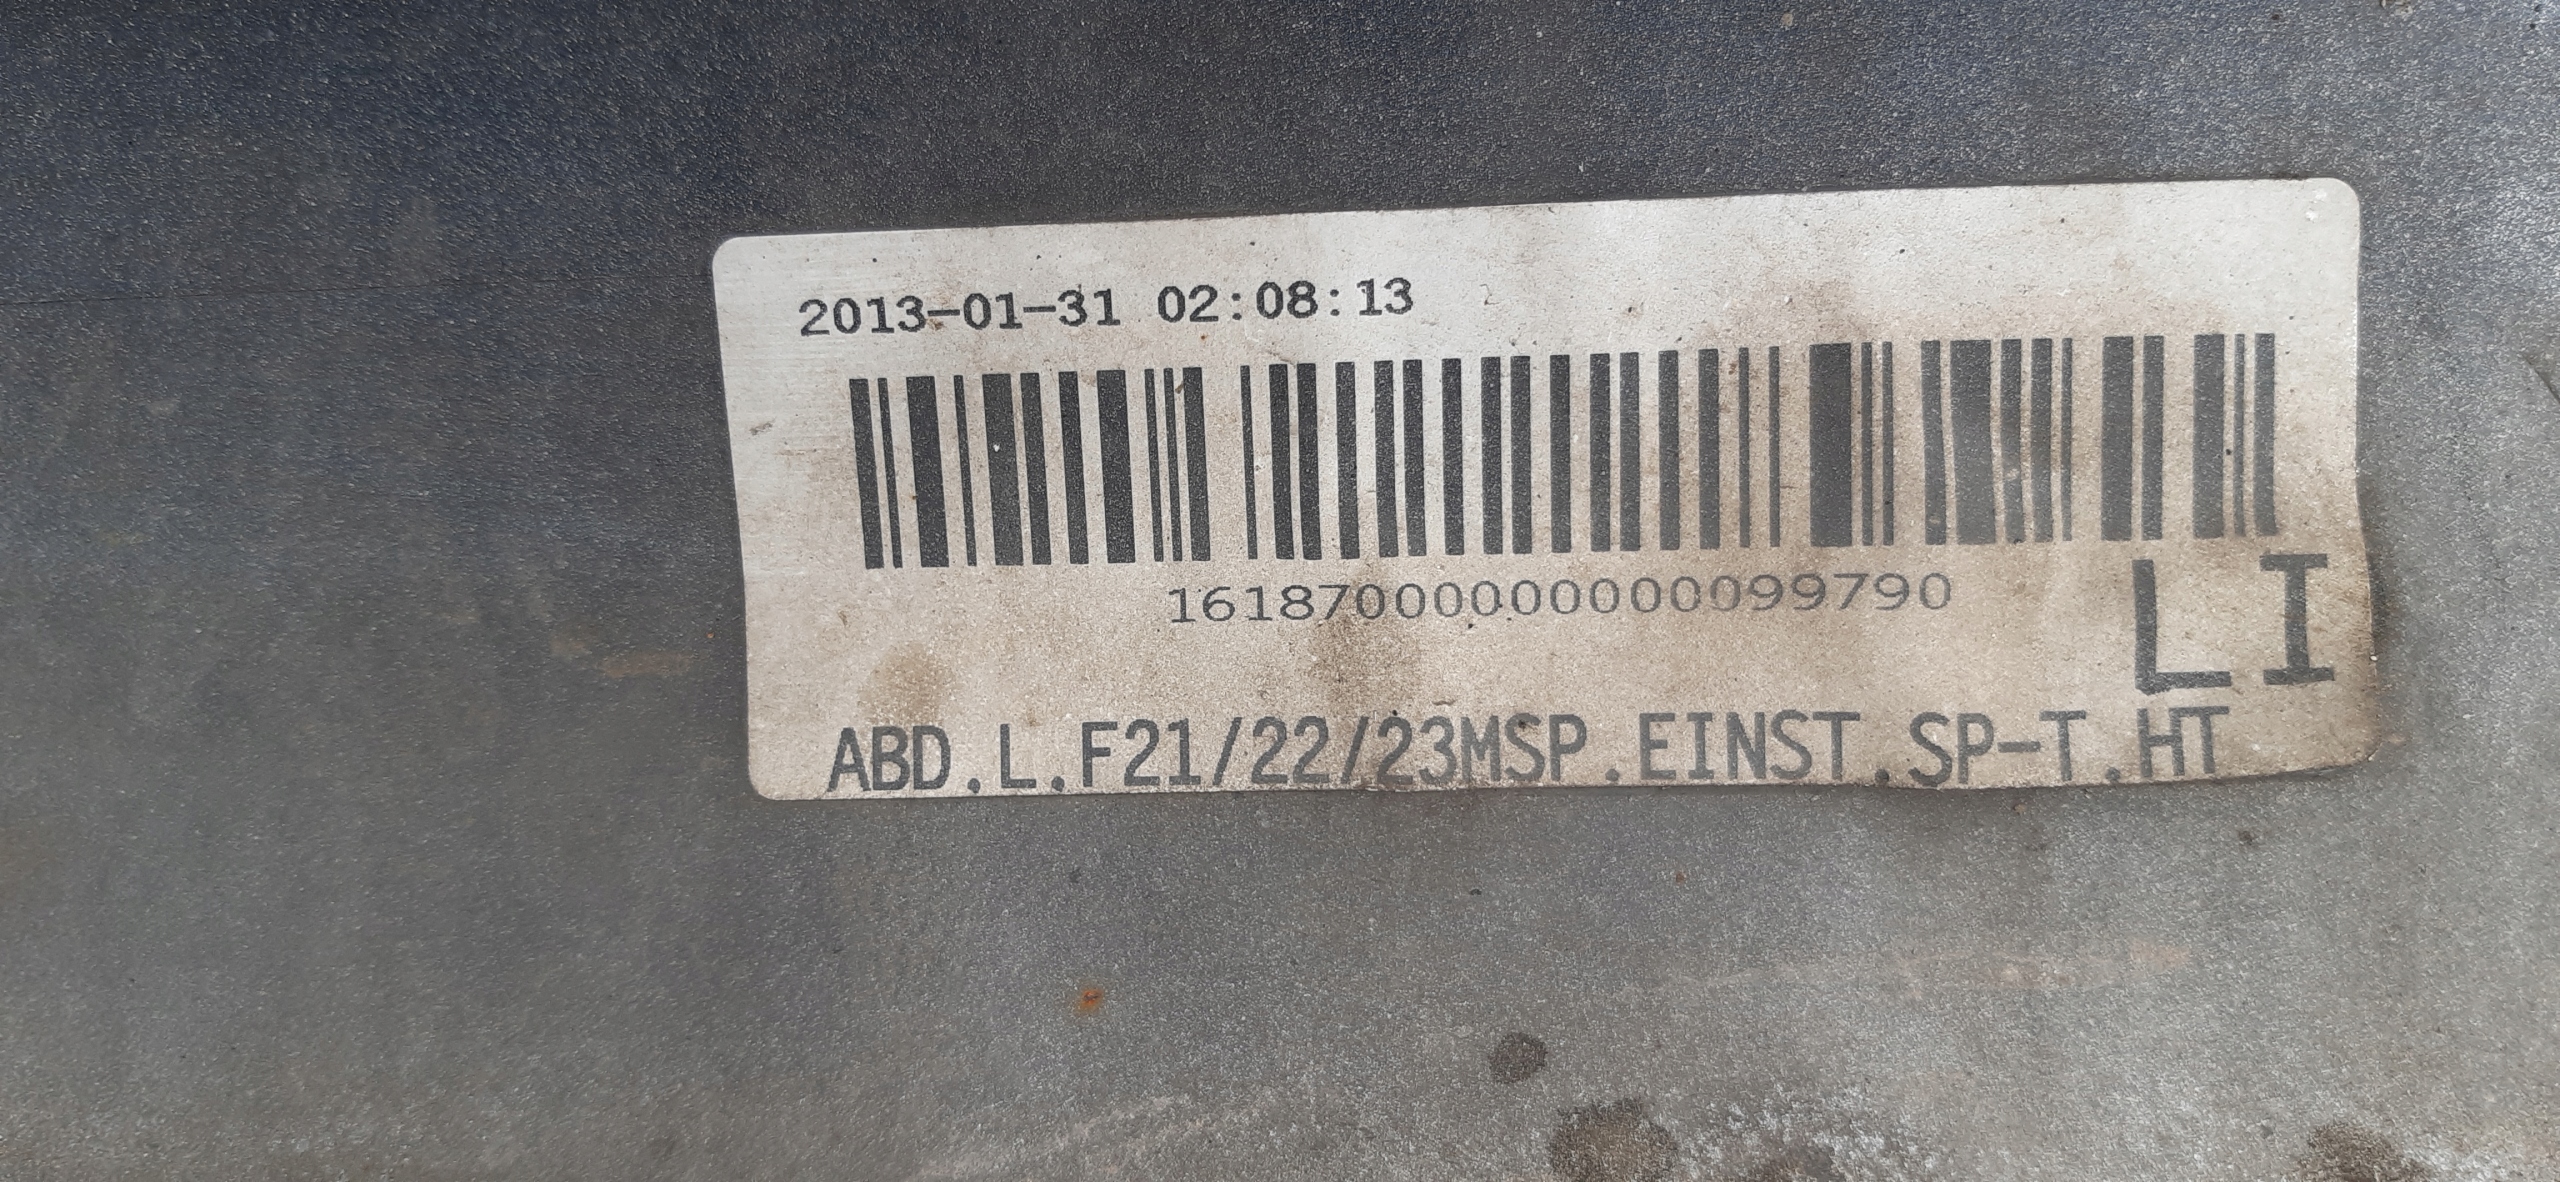 2013-01-31 02:08:13
16187000000000099790
LI
ABD.L.F21/22/23MSP.EINST.SP-T.HT